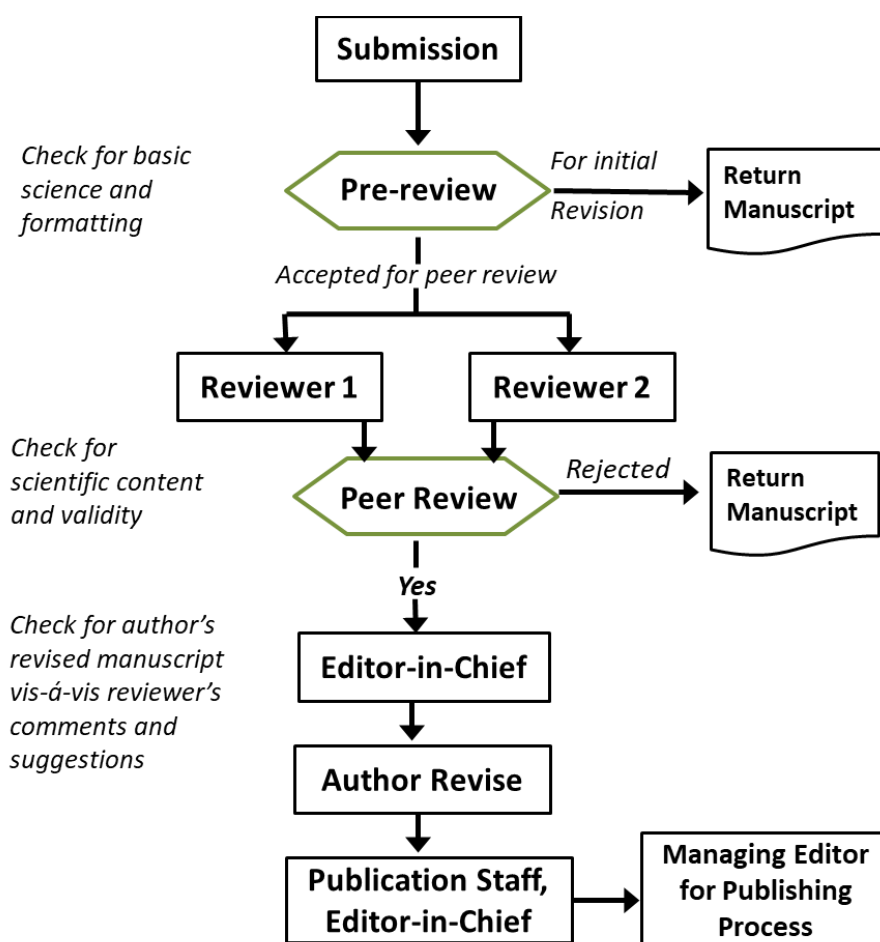 Submission
Check for basic
science and
formatting
Pre-review
For initial
Revision
Return
Manuscript
Accepted for peer review
Reviewer 1
Reviewer 2
Check for
scientific content
and validity
Peer Review
Rejected
Return
Manuscript
Yes
Check for author’s
revised manuscript
vis-á-vis reviewer’s
comments and
suggestions
Editor-in-Chief
Author Revise
Publication Staff,
Editor-in-Chief
Managing Editor
for Publishing
Process